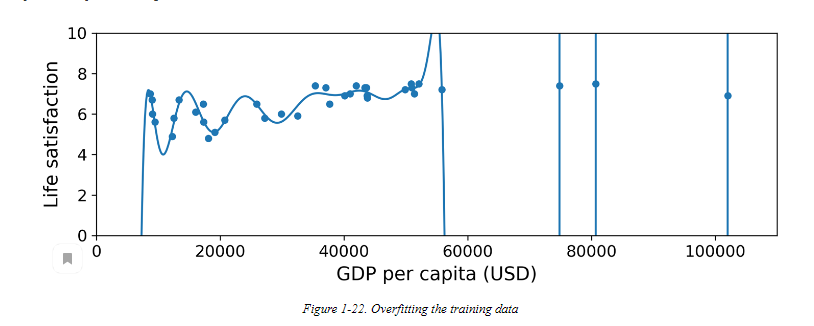 10
8
6
4
2
0
Life satisfaction
0 20000 40000 60000 80000 100000
GDP per capita (USD)
Figure 1-22. Overfitting the training data